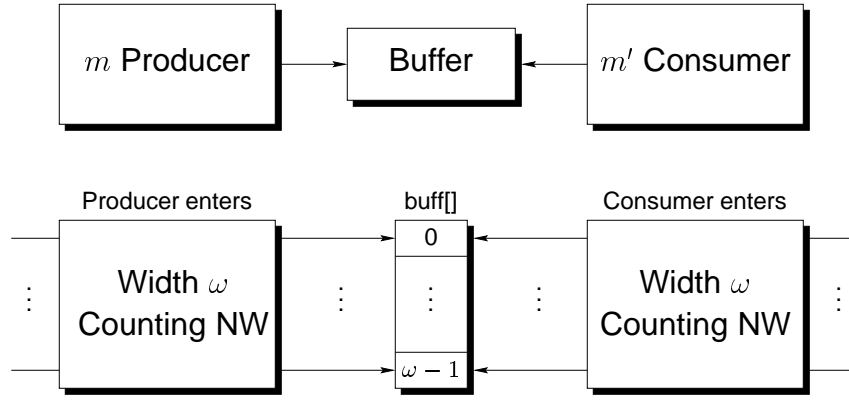 m Producer
Buffer
m′ Consumer
Producer enters
buff[]
Consumer enters
0
⋮
Width ω
Counting NW
⋮
⋮
⋮
Width ω
Counting NW
⋮
ω − 1